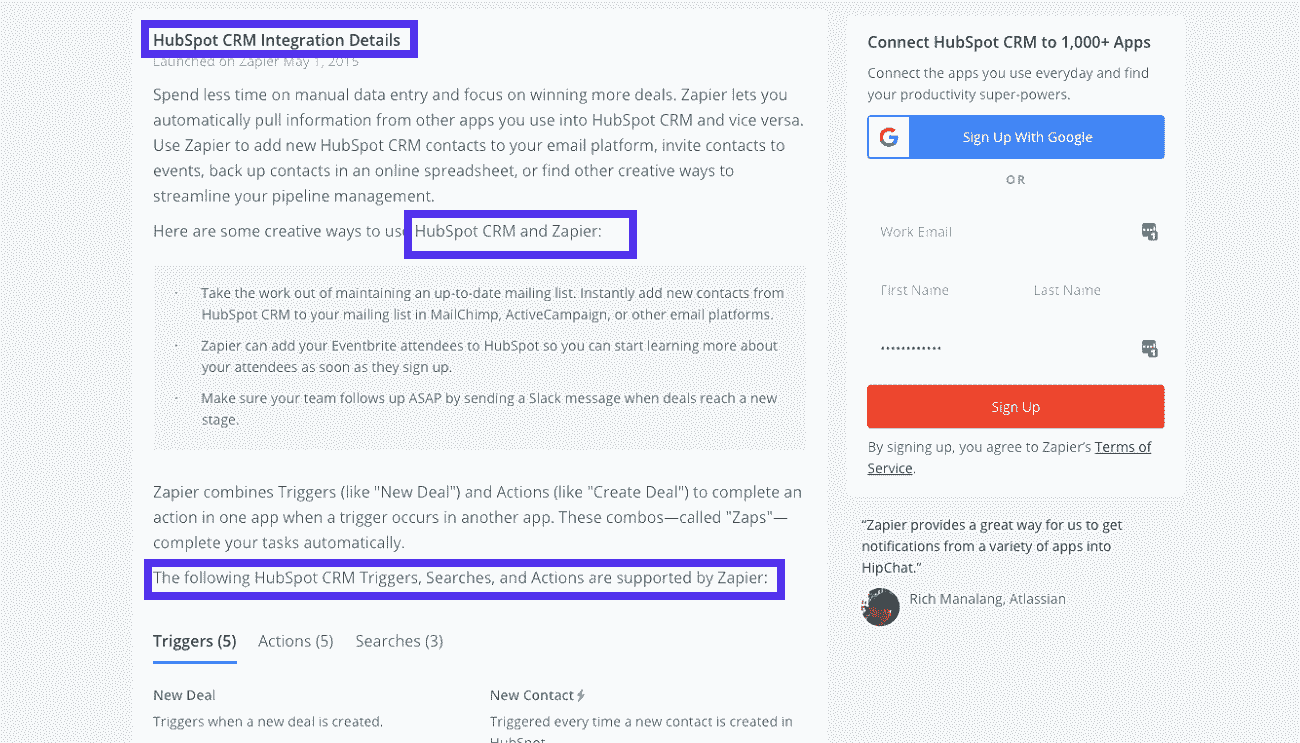 HubSpot CRM Integration Details
Launched on Zapier May 1, 2015
Spend less time on manual data entry and focus on winning more deals. Zapier lets you
automatically pull information from other apps you use into HubSpot CRM and vice versa.
Use Zapier to add new HubSpot CRM contacts to your email platform, invite contacts to
events, back up contacts in an online spreadsheet, or find other creative ways to
streamline your pipeline management.
Here are some creative ways to use HubSpot CRM and Zapier:
· Take the work out of maintaining an up-to-date mailing list. Instantly add new contacts from
HubSpot CRM to your mailing list in MailChimp, ActiveCampaign, or other email platforms.
· Zapier can add your Eventbrite attendees to HubSpot so you can start learning more about
your attendees as soon as they sign up.
· Make sure your team follows up ASAP by sending a Slack message when deals reach a new
stage.
Zapier combines Triggers (like "New Deal") and Actions (like "Create Deal") to complete an
action in one app when a trigger occurs in another app. These combos—called "Zaps"—
complete your tasks automatically.
The following HubSpot CRM Triggers, Searches, and Actions are supported by Zapier:
Triggers (5) Actions (5) Searches (3)
New Deal
Triggers when a new deal is created.
New Contact
Triggered every time a new contact is created in
HubSpot.
Connect HubSpot CRM to 1,000+ Apps
Connect the apps you use everyday and find
your productivity super-powers.
Sign Up With Google
OR
Work Email
1
First Name Last Name
••••••••••••
1
Sign Up
By signing up, you agree to Zapier's Terms of
Service.
“Zapier provides a great way for us to get
notifications from a variety of apps into
HipChat.”
Rich Manalang, Atlassian